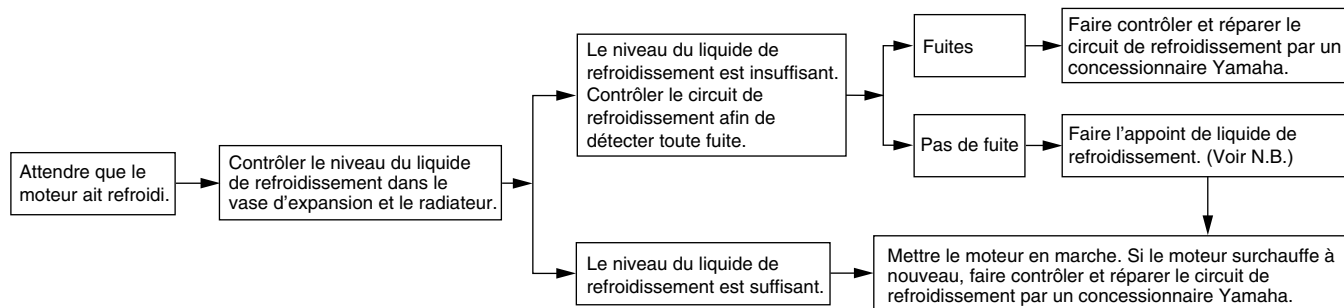 Attendre que le
moteur ait refroidi.
Contrôler le niveau du liquide
de refroidissement dans le
vase d'expansion et le radiateur.
Le niveau du liquide de
refroidissement est insuffisant.
Contrôler le circuit de
refroidissement afin de
détecter toute fuite.
Fuites
Faire contrôler et réparer le
circuit de refroidissement par un
concessionnaire Yamaha.
Pas de fuite
Faire l'appoint de liquide de
refroidissement. (Voir N.B.)
Le niveau du liquide de
refroidissement est suffisant.
Mettre le moteur en marche. Si le moteur surchauffe à
nouveau, faire contrôler et réparer le circuit de
refroidissement par un concessionnaire Yamaha.